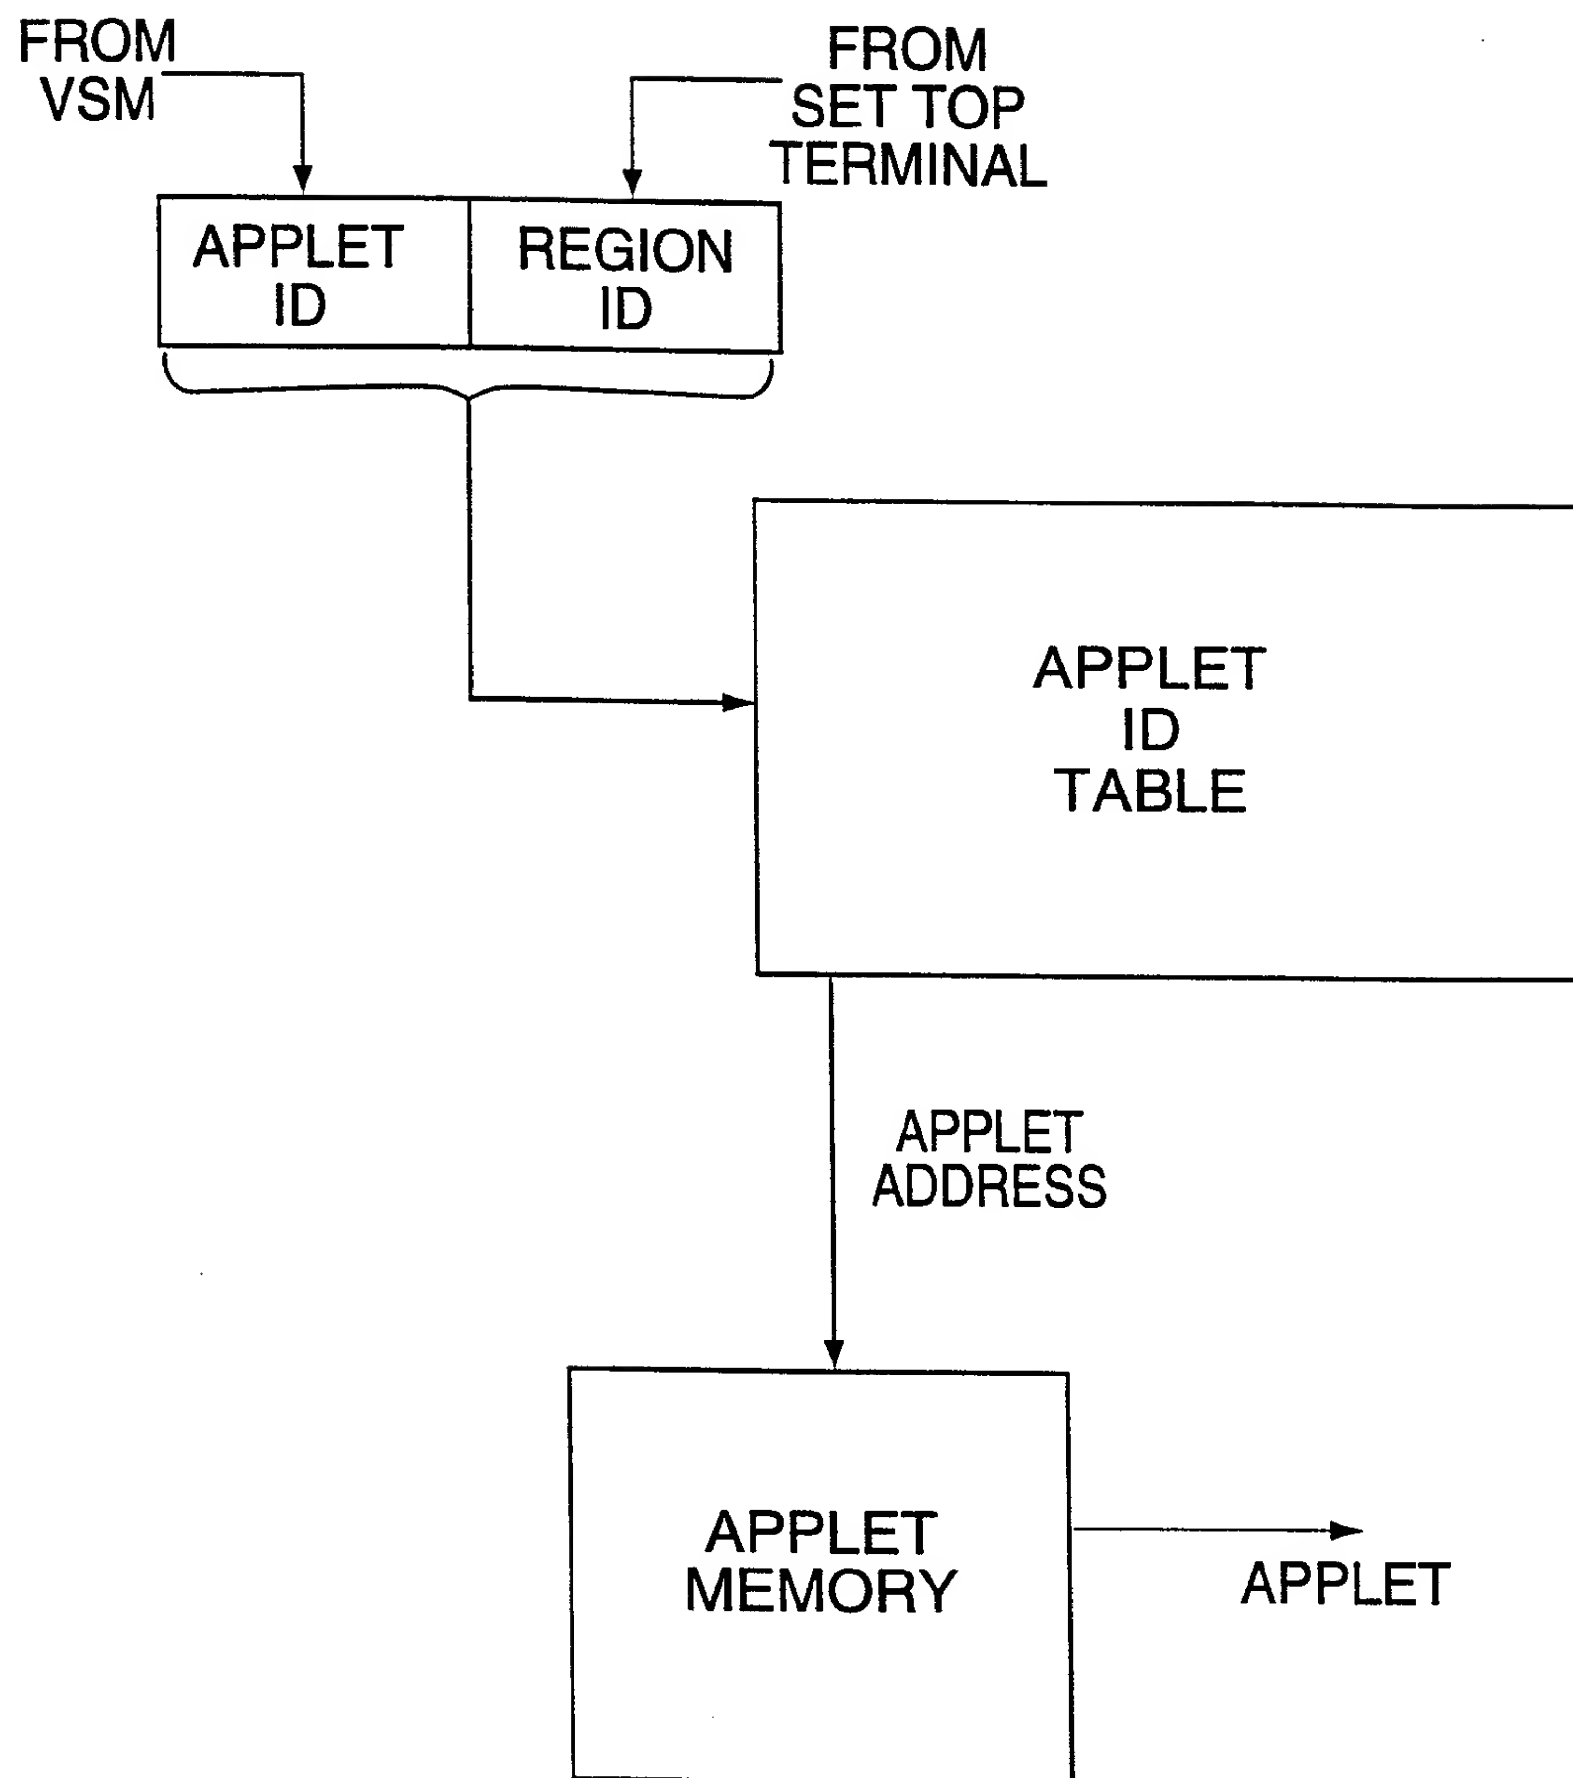 FROM
VSM
FROM
SET TOP
TERMINAL
APPLET
ID
REGION
ID
APPLET
ID
TABLE
APPLET
ADDRESS
APPLET
MEMORY
APPLET